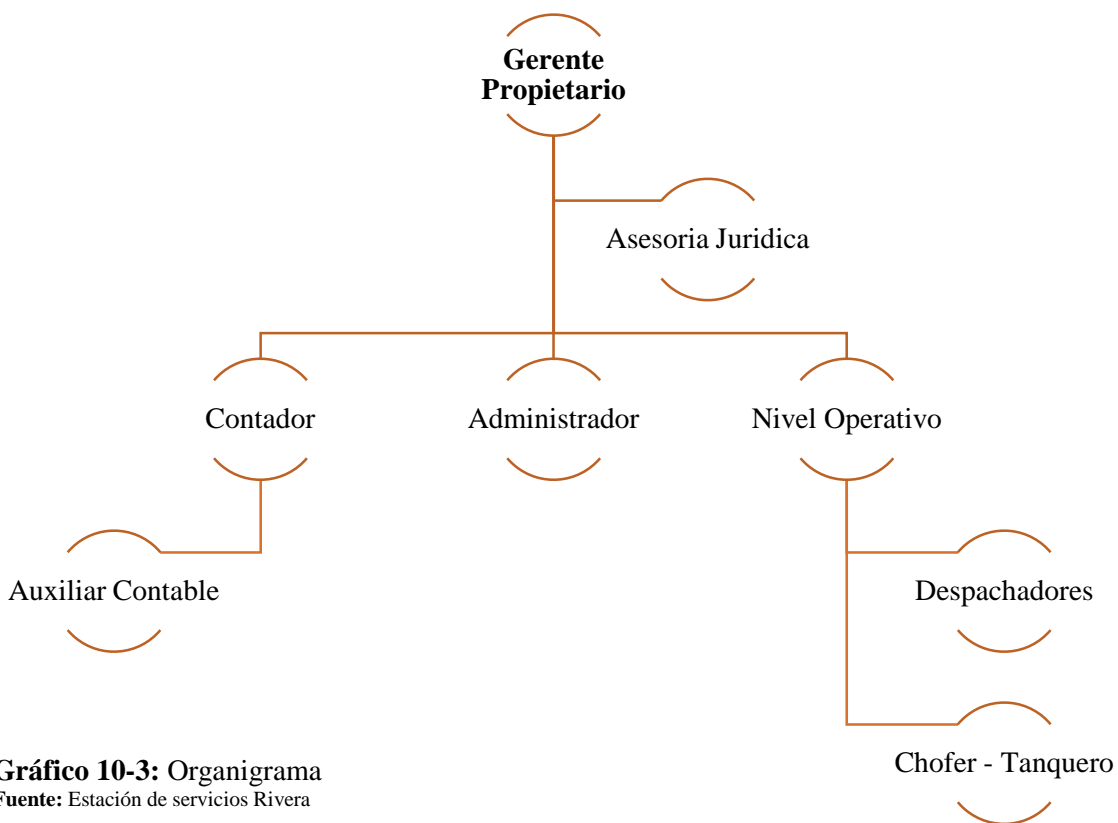 Gerente
Propietario
Asesoria Juridica
Contador
Administrador
Nivel Operativo
Auxiliar Contable
Despachadores
Chofer - Tanquero
Gráfico 10-3: Organigrama
Fuente: Estación de servicios Rivera